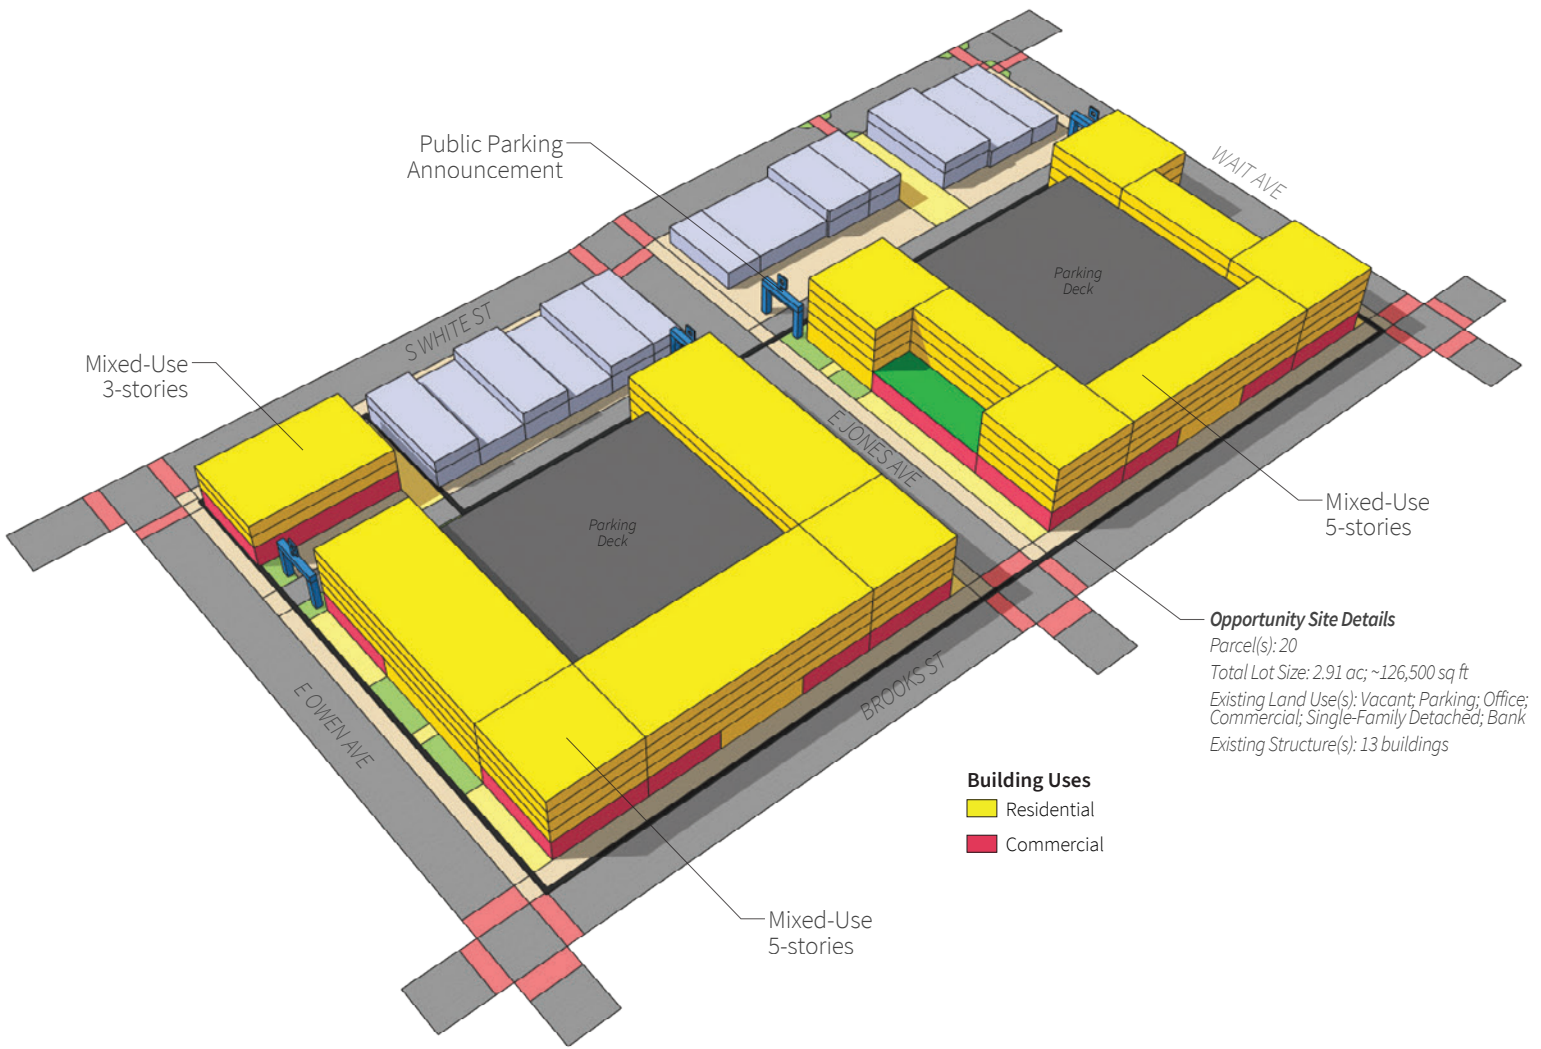 WAIT AVE
Public Parking
Announcement
Parking
Deck
S WHITE ST
Mixed-Use
3-stories
E JONES AVE
Mixed-Use
5-stories
Parking
Deck
Opportunity Site Details
Parcel(s): 20
Total Lot Size: 2.91 ac; ~126,500 sq ft
Existing Land Use(s): Vacant; Parking; Office;
Commercial; Single-Family Detached; Bank
Existing Structure(s): 13 buildings
BROOKS ST
E OWEN AVE
Building Uses
Residential
Commercial
Mixed-Use
5-stories